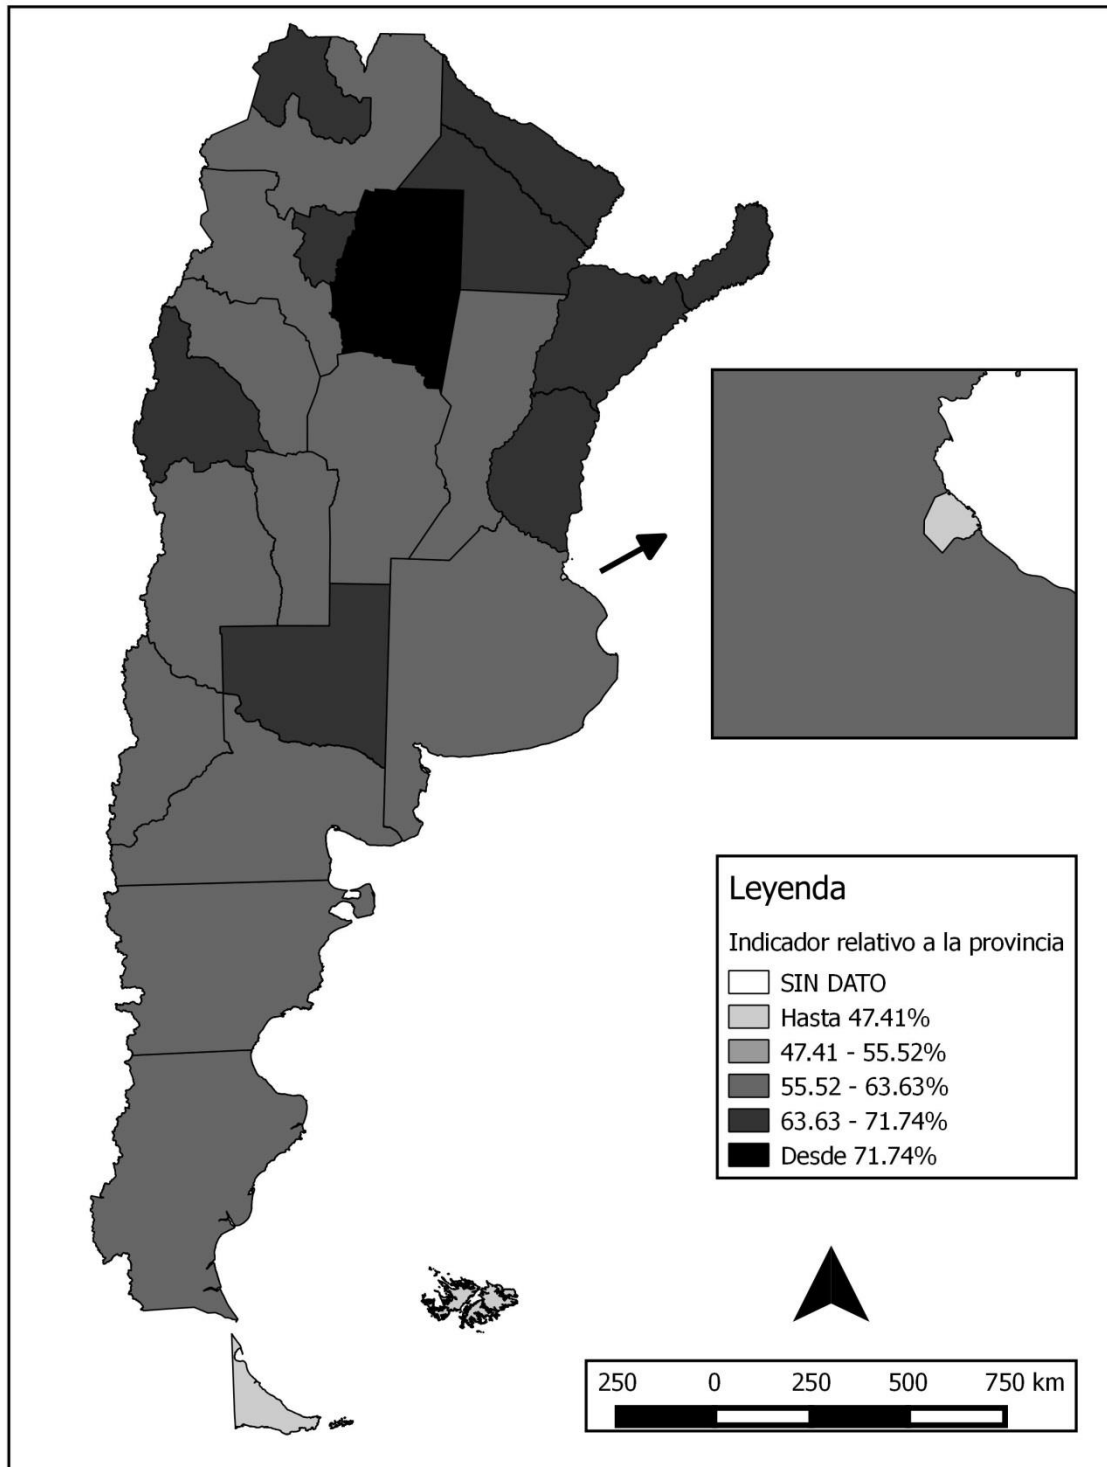 Leyenda
Indicador relativo a la provincia
SIN DATO
Hasta 47.41%
47.41 - 55.52%
55.52 - 63.63%
63.63 - 71.74%
Desde 71.74%
250 0 250 500 750 km